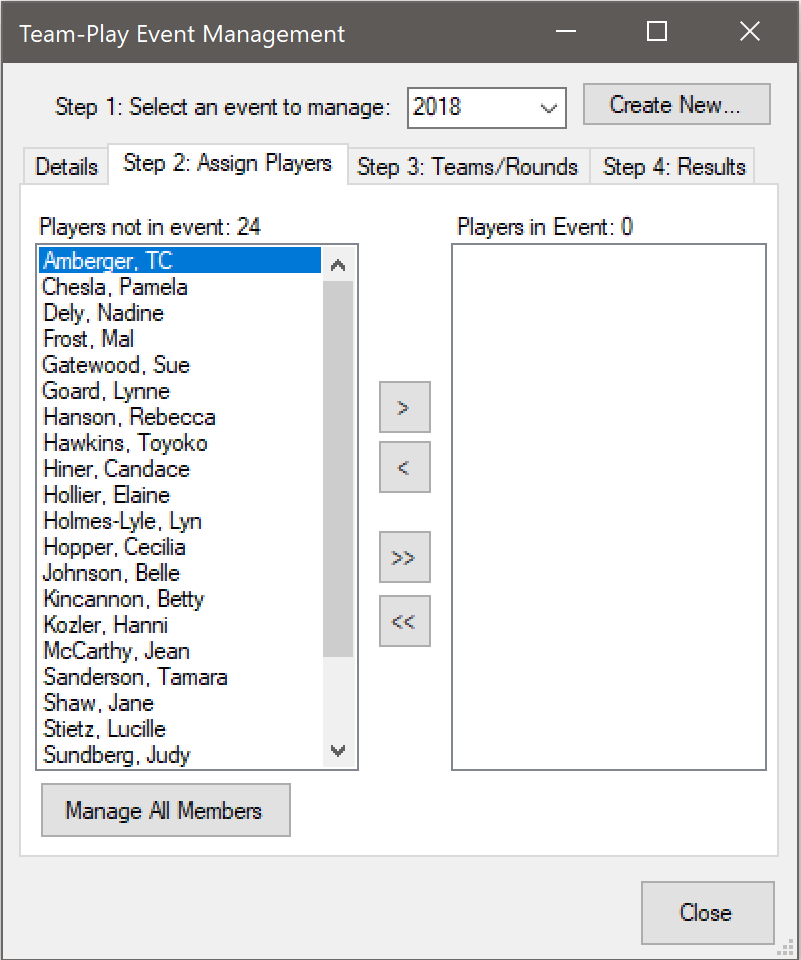 Team-Play Event Management
Step 1: Select an event to manage: 2018 Create New...
Details Step 2: Assign Players Step 3: Teams/Rounds Step 4: Results
Players not in event: 24 Players in Event: 0
Amberger, TC
Chesla, Pamela
Dely, Nadine
Frost, Mal
Gatewood, Sue
Goard, Lynne
Hanson, Rebecca
Hawkins, Toyoko
Hiner, Candace
Hollier, Elaine
Holmes-Lyle, Lyn
Hopper, Cecilia
Johnson, Belle
Kincannon, Betty
Kozler, Hanni
McCarthy, Jean
Sanderson, Tamara
Shaw, Jane
Stietz, Lucille
Sundberg, Judy
>
<
>>
<<
Manage All Members
Close